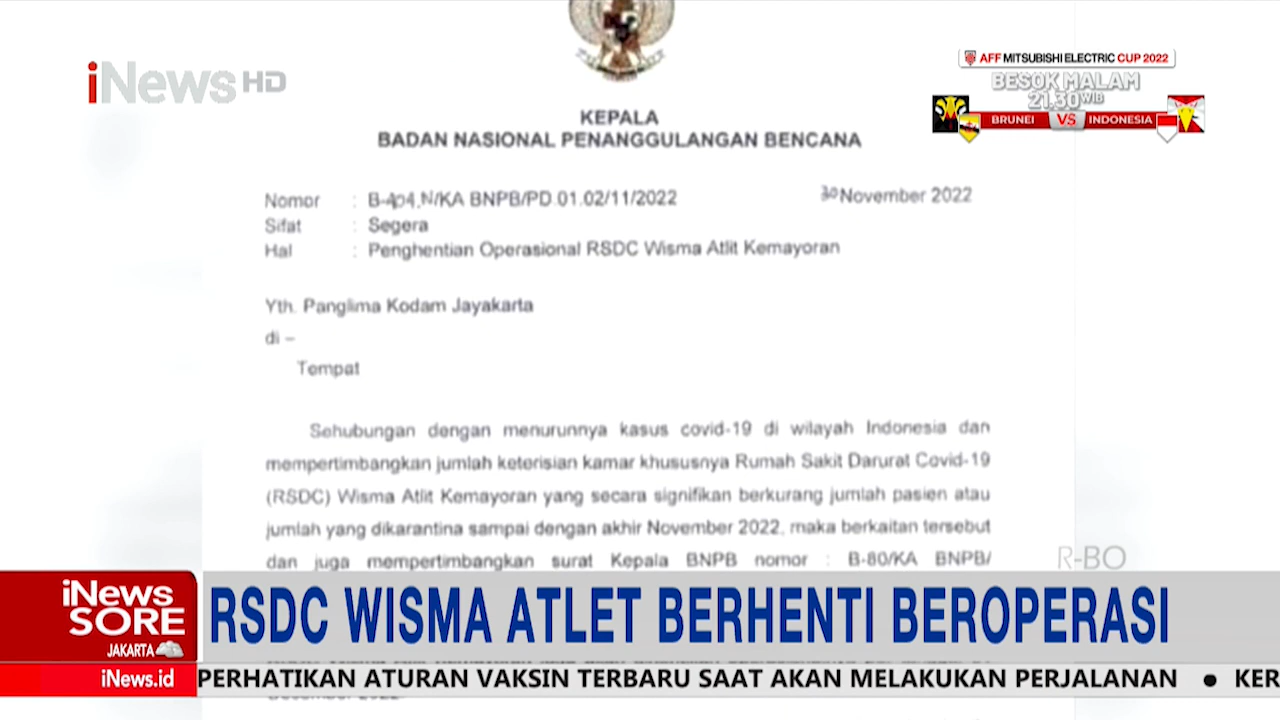 iNews HD
AFF MITSUBISHI ELECTRIC CUP 2022
BESOK MALAM
21.30 WIB
BRUNEI VS INDONESIA
KEPALA
BADAN NASIONAL PENANGGULANGAN BENCANA
Nomor : B-404.N/KA BNPB/PD.01.02/11/2022 30 November 2022
Sifat : Segera
Hal : Penghentian Operasional RSDC Wisma Atlit Kemayoran
Yth. Panglima Kodam Jayakarta
di –
Tempat
Sehubungan dengan menurunnya kasus covid-19 di wilayah Indonesia dan
mempertimbangkan jumlah keterisian kamar khususnya Rumah Sakit Darurat Covid-19
(RSDC) Wisma Atlit Kemayoran yang secara signifikan berkurang jumlah pasien atau
jumlah yang dikarantina sampai dengan akhir November 2022, maka berkaitan tersebut
dan juga mempertimbangkan surat Kepala BNPB nomor : B-80/KA BNPB/
R-BO
iNews
SORE
JAKARTA
RSDC WISMA ATLET BERHENTI BEROPERASI
iNews.id
PERHATIKAN ATURAN VAKSIN TERBARU SAAT AKAN MELAKUKAN PERJALANAN ● KER